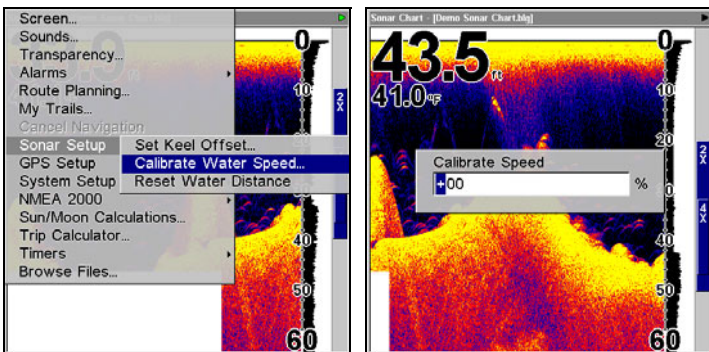 Screen...
Sounds...
Transparency...
Alarms
Route Planning...
My Trails...
Cancel Navigation
Sonar Setup
GPS Setup
System Setup
NMEA 2000
Sun/Moon Calculations...
Trip Calculator...
Timers
Browse Files...
Set Keel Offset...
Calibrate Water Speed...
Reset Water Distance
0
10
2X
40
50
60
Sonar Chart - [Demo Sonar Chart.blg]
43.5 ft
41.0 °F
0
10
20
2X
Calibrate Speed
+00 %
4X
40
50
60